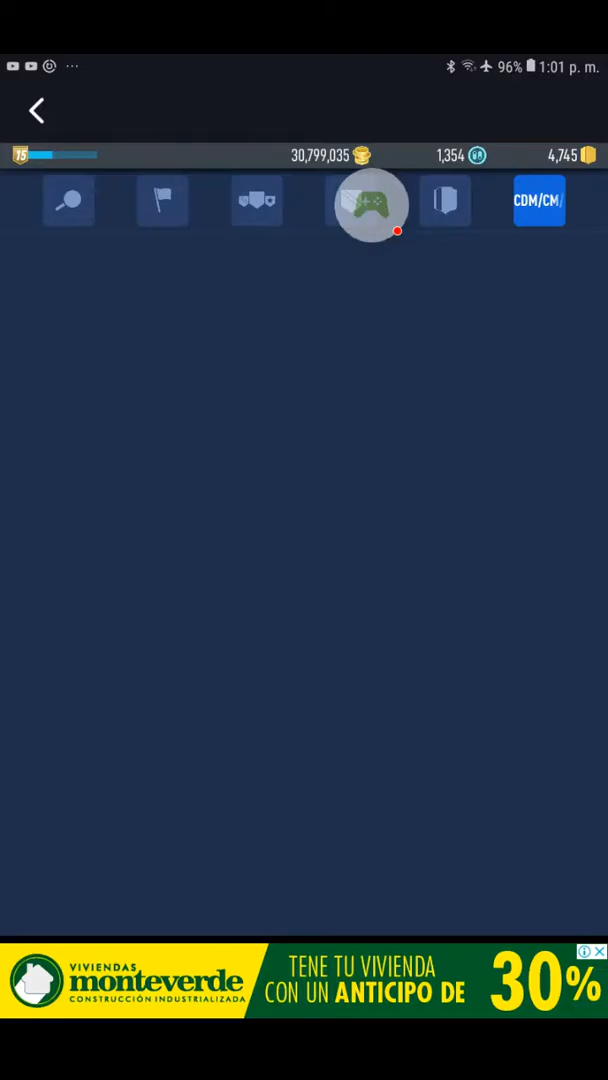 96% 1:01 p. m.
15 30,799,035 1,354 4,745
CDM/CM/
VIVIENDAS
monteverde
CONSTRUCCIÓN INDUSTRIALIZADA
TENE TU VIVIENDA
CON UN ANTICIPO DE
30%